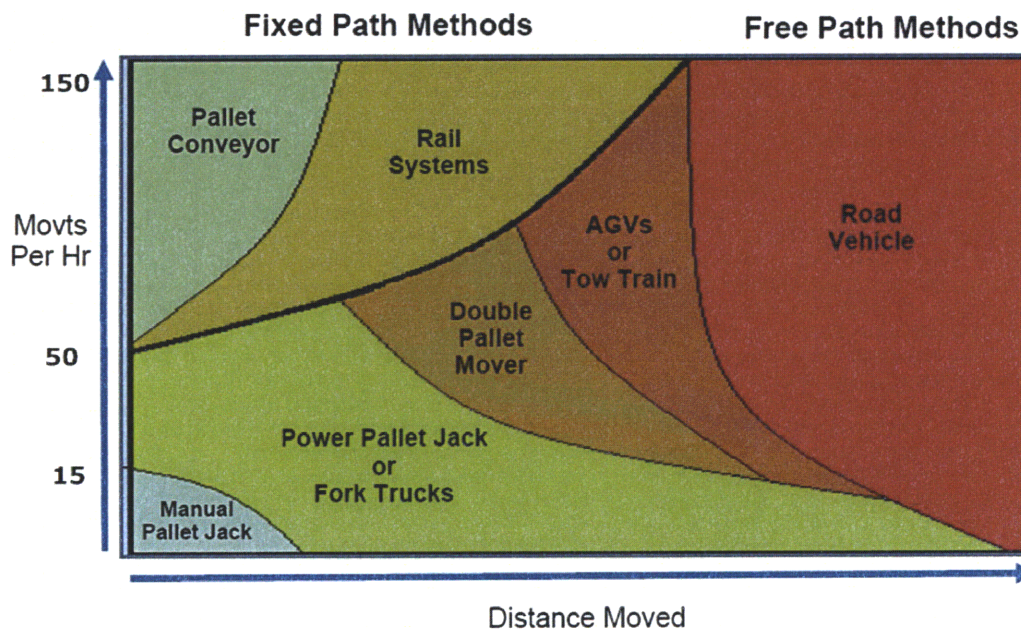 Fixed Path Methods
Free Path Methods
150
Pallet
Conveyor
Rail
Systems
Movts
Per Hr
AGVs
or
Tow Train
Road
Vehicle
Double
Pallet
Mover
50
Power Pallet Jack
or
Fork Trucks
15
Manual
Pallet Jack
Distance Moved